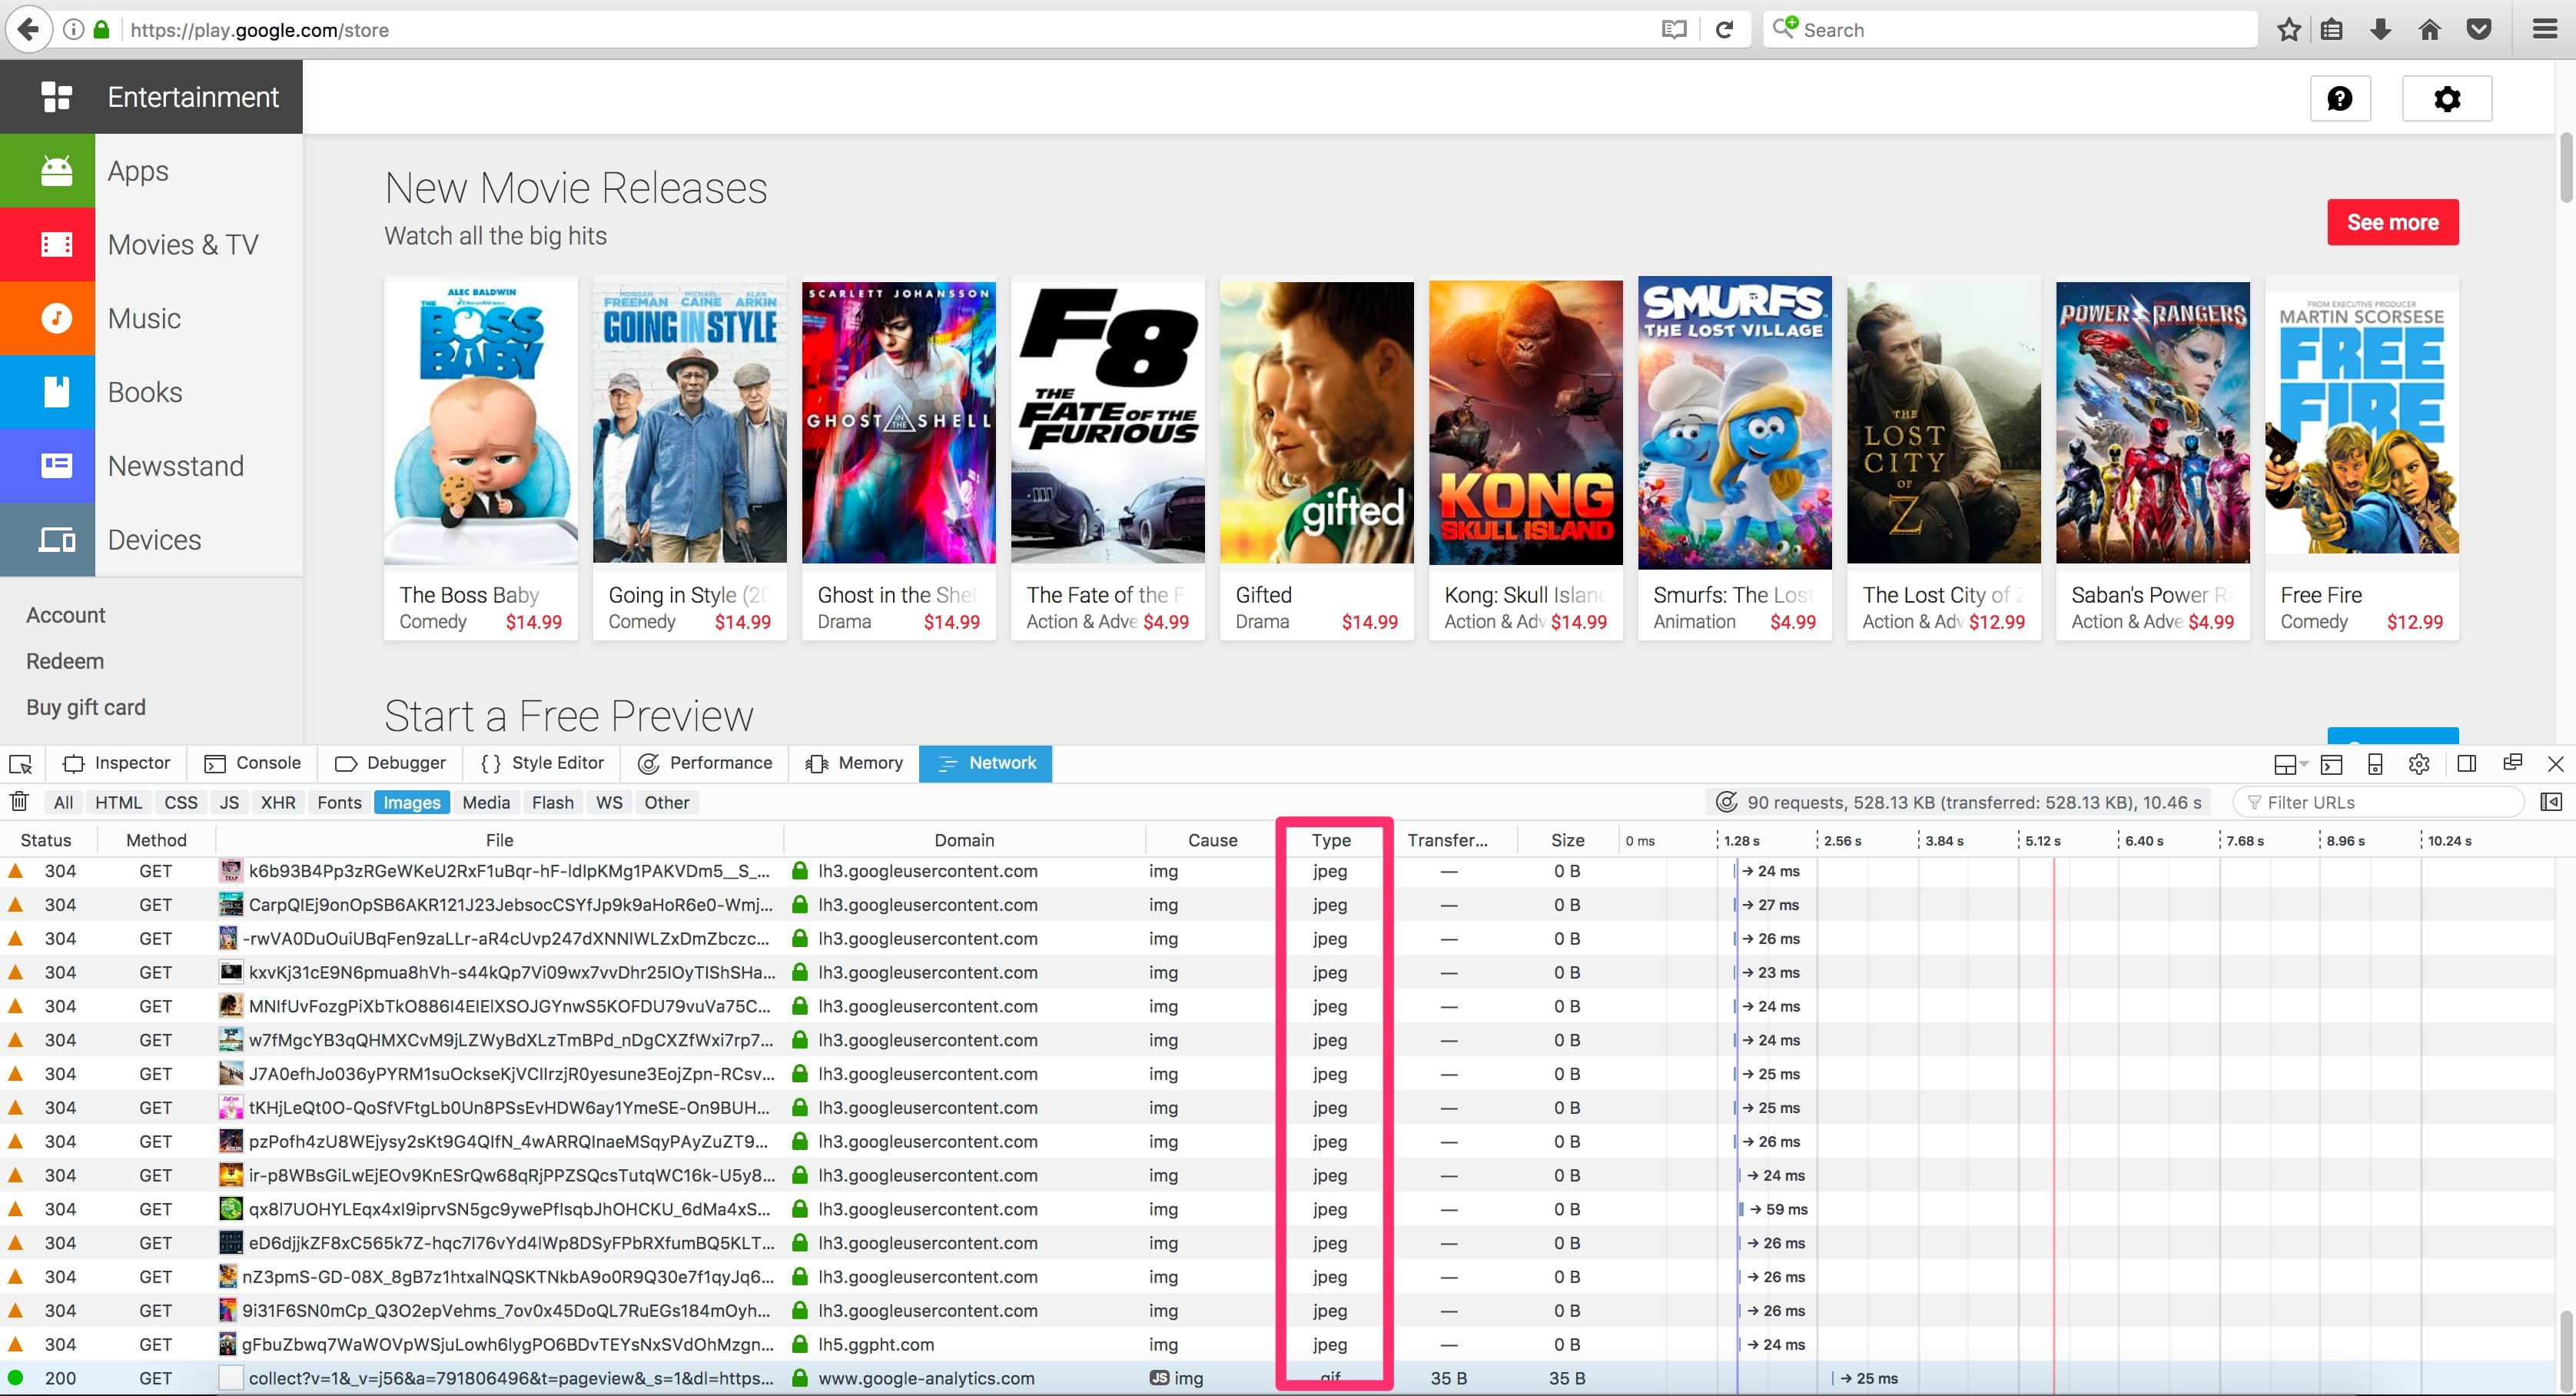 https://play.google.com/store
Search
Entertainment
Apps
Movies & TV
Music
Books
Newsstand
Devices
Account
Redeem
Buy gift card
New Movie Releases
Watch all the big hits
See more
ALEC BALDWIN
THE
BOSS
BABY
MORGAN MICHAEL ALAN
FREEMAN CAINE ARKIN
GOING IN STYLE
SCARLETT JOHANSSON
GHOST IN THE SHELL
F8
THE
FATE OF THE
FURIOUS
gifted
KONG
SKULL ISLAND
SMURFS
THE LOST VILLAGE
THE
LOST
CITY
OF
Z
POWER RANGERS
FROM EXECUTIVE PRODUCER
MARTIN SCORSESE
FREE
FIRE
The Boss Baby
Comedy $14.99
Going in Style (20
Comedy $14.99
Ghost in the Shel
Drama $14.99
The Fate of the F
Action & Adve $4.99
Gifted
Drama $14.99
Kong: Skull Islan
Action & Adv $14.99
Smurfs: The Lost
Animation $4.99
The Lost City of Z
Action & Adv $12.99
Saban's Power R
Action & Adve $4.99
Free Fire
Comedy $12.99
Start a Free Preview
Inspector Console Debugger Style Editor Performance Memory Network
All HTML CSS JS XHR Fonts Images Media Flash WS Other 90 requests, 528.13 KB (transferred: 528.13 KB), 10.46 s Filter URLs
Status Method File Domain Cause Type Transfer... Size 0 ms 1.28 s 2.56 s 3.84 s 5.12 s 6.40 s 7.68 s 8.96 s 10.24 s
304 GET k6b93B4Pp3zRGeWKeU2RxF1uBqr-hF-ldIpKMg1PAKVDm5__S_... lh3.googleusercontent.com img jpeg — 0 B → 24 ms
304 GET CarpQIEj9onOpSB6AKR121J23JebsocCSYfJp9k9aHoR6e0-Wmj... lh3.googleusercontent.com img jpeg — 0 B → 27 ms
304 GET -rwVA0DuOuiUBqFen9zaLLr-aR4cUvp247dXNNIWLZxDmZbczc... lh3.googleusercontent.com img jpeg — 0 B → 26 ms
304 GET kxvKj31cE9N6pmua8hVh-s44kQp7Vi09wx7vvDhr25IOyTIShSHa... lh3.googleusercontent.com img jpeg — 0 B → 23 ms
304 GET MNIfUvFozgPiXbTkO886I4EIEIXSOJGYnwS5KOFDU79vuVa75C... lh3.googleusercontent.com img jpeg — 0 B → 24 ms
304 GET w7fMgcYB3qQHMXCvM9jLZWyBdXLzTmBPd_nDgCXZfWxi7rp7... lh3.googleusercontent.com img jpeg — 0 B → 24 ms
304 GET J7A0efhJo036yPYRM1suOckseKjVCIIrzjR0yesune3EojZpn-RCsv... lh3.googleusercontent.com img jpeg — 0 B → 25 ms
304 GET tKHjLeQt0O-QoSfVFtgLb0Un8PSsEvHDW6ay1YmeSE-On9BUH... lh3.googleusercontent.com img jpeg — 0 B → 25 ms
304 GET pzPofh4zU8WEjysy2sKt9G4QIfN_4wARRQInaeMSqyPAyZuZT9... lh3.googleusercontent.com img jpeg — 0 B → 26 ms
304 GET ir-p8WBsGiLwEjEOv9KnESrQw68qRjPPZSQcsTutqWC16k-U5y8... lh3.googleusercontent.com img jpeg — 0 B → 24 ms
304 GET qx8I7UOHYLEqx4xI9iprvSN5gc9ywePfIsqbJhOHCKU_6dMa4xS... lh3.googleusercontent.com img jpeg — 0 B → 59 ms
304 GET eD6djjkZF8xC565k7Z-hqc7I76vYd4lWp8DSyFPbRXfumBQ5KLT... lh3.googleusercontent.com img jpeg — 0 B → 26 ms
304 GET nZ3pmS-GD-08X_8gB7z1htxaINQSKTNkbA9o0R9Q30e7f1qyJq6... lh3.googleusercontent.com img jpeg — 0 B → 26 ms
304 GET 9i31F6SN0mCp_Q3O2epVehms_7ov0x45DoQL7RuEGs184mOyh... lh3.googleusercontent.com img jpeg — 0 B → 26 ms
304 GET gFbuZbwq7WaWOVpWSjuLowh6lygPO6BDvTEYsNxSVdOhMzgn... lh5.ggpht.com img jpeg — 0 B → 24 ms
200 GET collect?v=1&_v=j56&a=791806496&t=pageview&_s=1&dl=https... www.google-analytics.com JS img gif 35 B 35 B → 25 ms